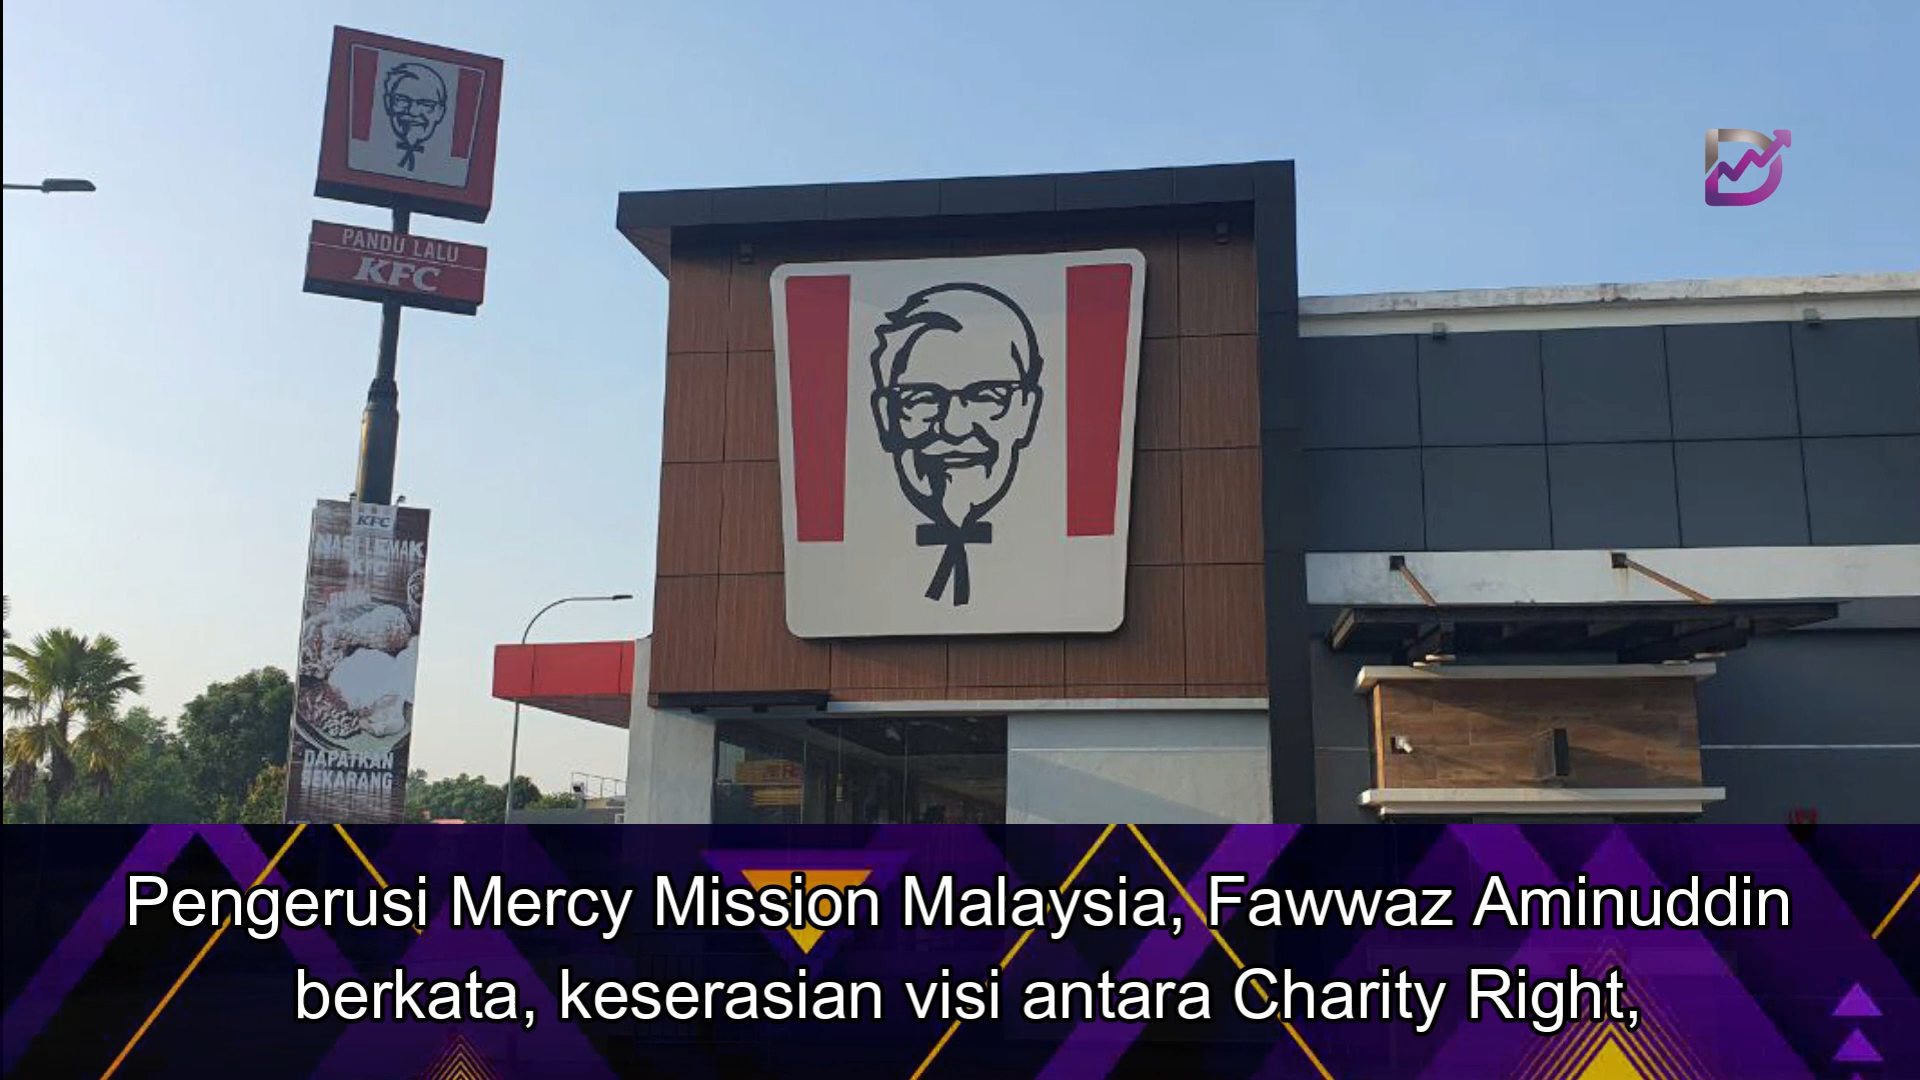 PANDU LALU
KFC
KFC
NASI LEMAK
KFC
DAPATKAN
SEKARANG
Pengerusi Mercy Mission Malaysia, Fawwaz Aminuddin
berkata, keserasian visi antara Charity Right,